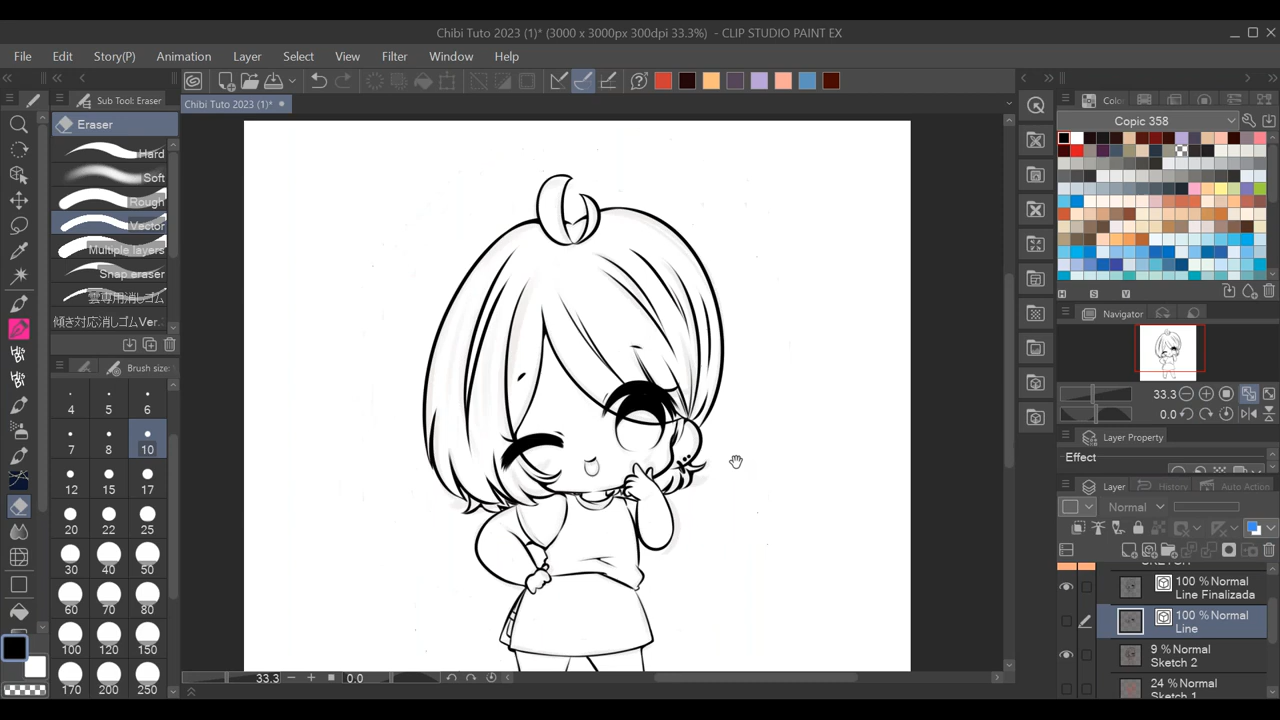 Chibi Tuto 2023 (1)* (3000 x 3000px 300dpi 33.3%) - CLIP STUDIO PAINT EX
File Edit Story(P) Animation Layer Select View Filter Window Help
Sub Tool: Eraser
Chibi Tuto 2023 (1)*
Eraser
Hard
Soft
Rough
Vector
Multiple layers
Snap eraser
雲専用消しゴム
傾き対応消しゴムVer.
Brush size:
4 5 6
7 8 10
12 15 17
20 22 25
30 40 50
60 70 80
100 120 150
170 200 250
33.3 0.0
Colo
Copic 358
H S V
Navigator
33.3
0.0
Layer Property
Effect
Layer History Auto Action
Normal
SKETCH
100 % Normal
Line Finalizada
100 % Normal
Line
9 % Normal
Sketch 2
24 % Normal
Sketch 1